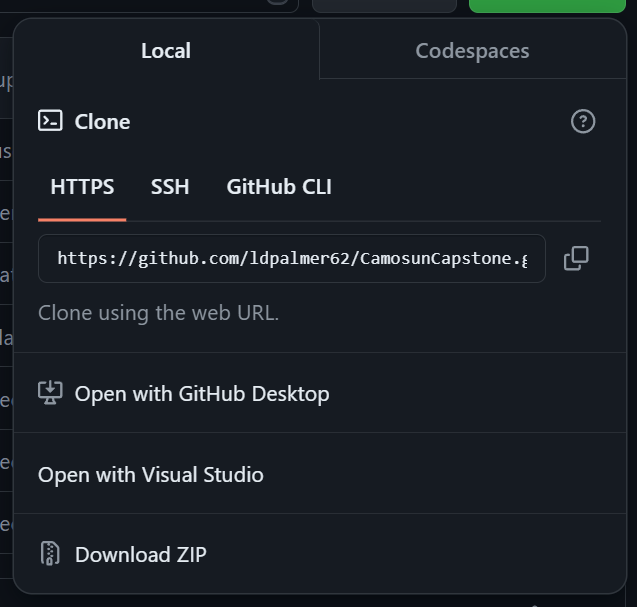 Local
Codespaces
Clone
HTTPS
SSH
GitHub CLI
https://github.com/ldpalmer62/CamosunCapstone.g
Clone using the web URL.
Open with GitHub Desktop
Open with Visual Studio
Download ZIP